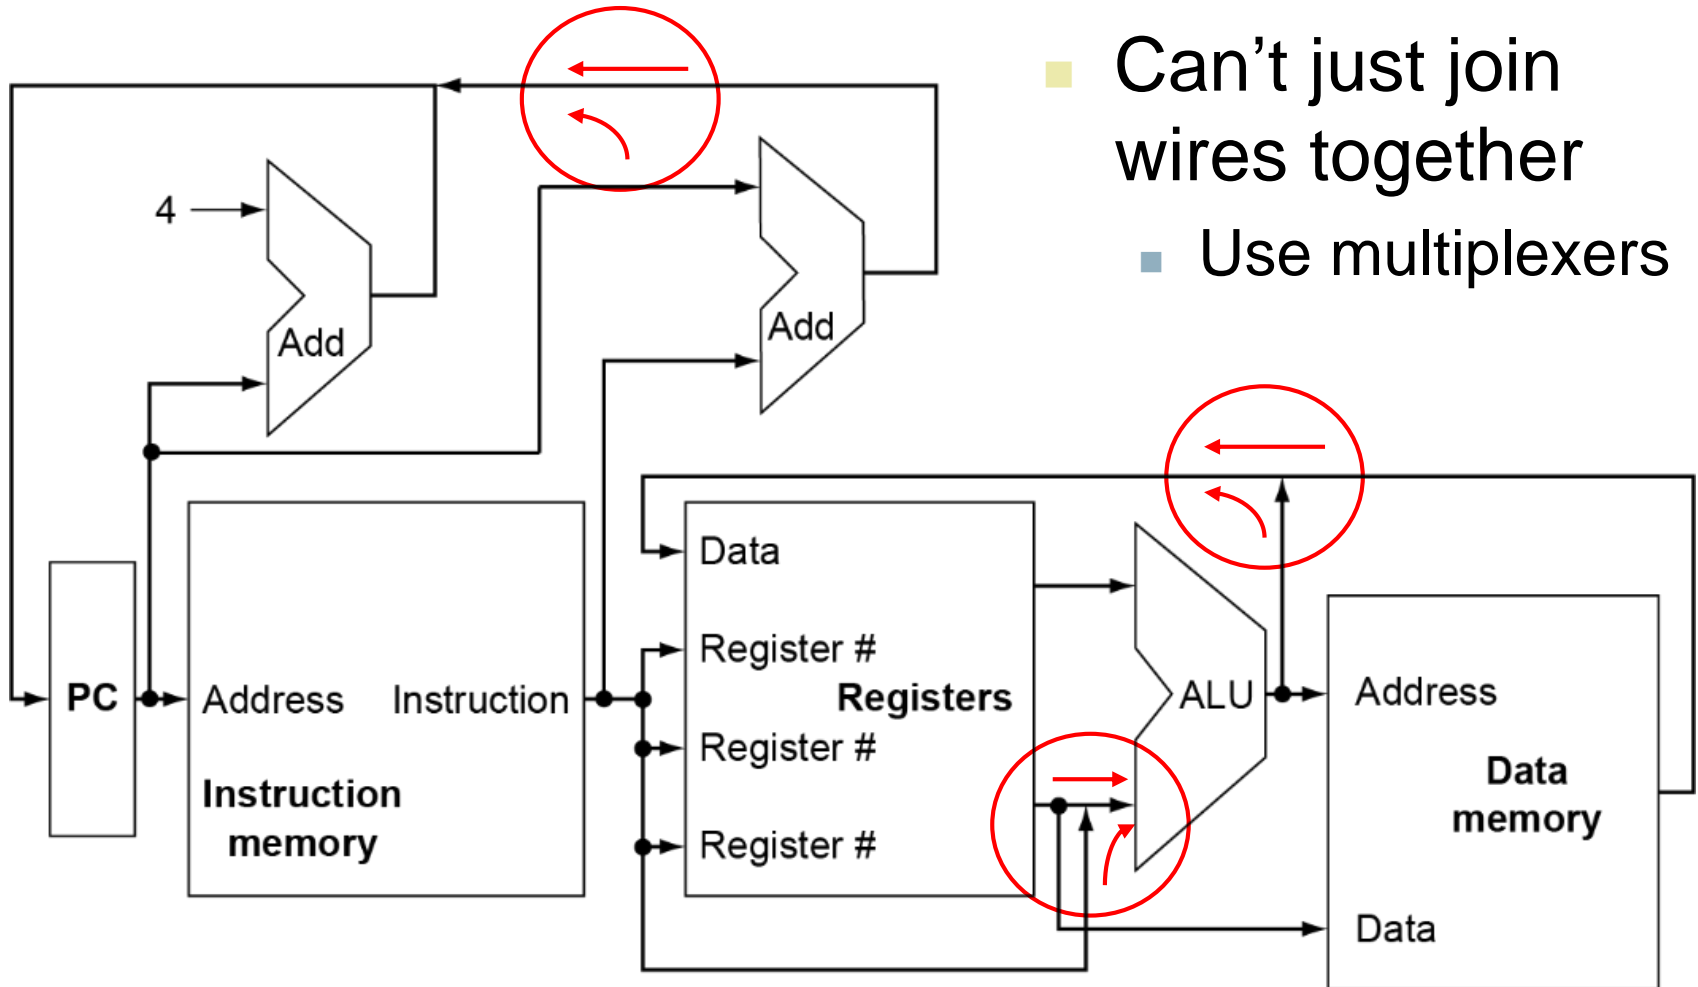 Can’t just join
wires together
Use multiplexers
4
Add
Add
Data
Register #
PC
Address
Instruction
Registers
ALU
Address
Register #
Instruction
memory
Data
memory
Register #
Data